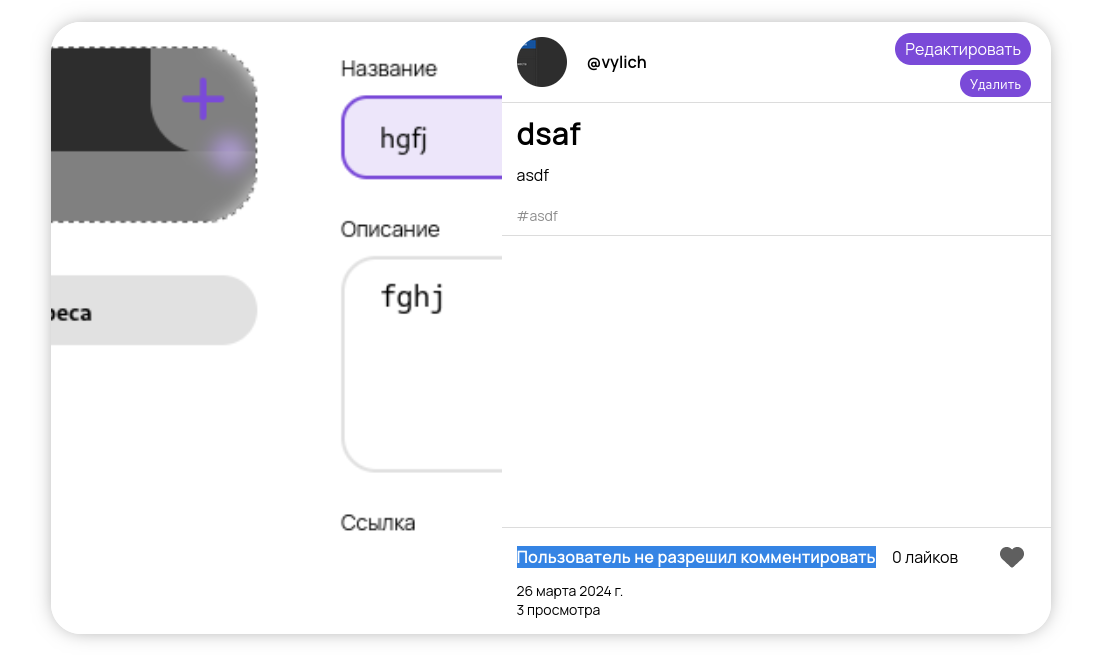 Название
hgfj
Описание
fghj
Ссылка
@vylich
Редактировать
Удалить
dsaf
asdf
#asdf
Пользователь не разрешил комментировать 0 лайков
26 марта 2024 г.
3 просмотра